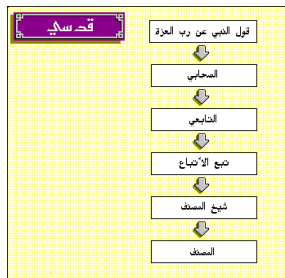 قدسي
قول النبي عن رب العزة
الصحابي
التابعي
تبع الأتباع
شيخ المصنف
المصنف